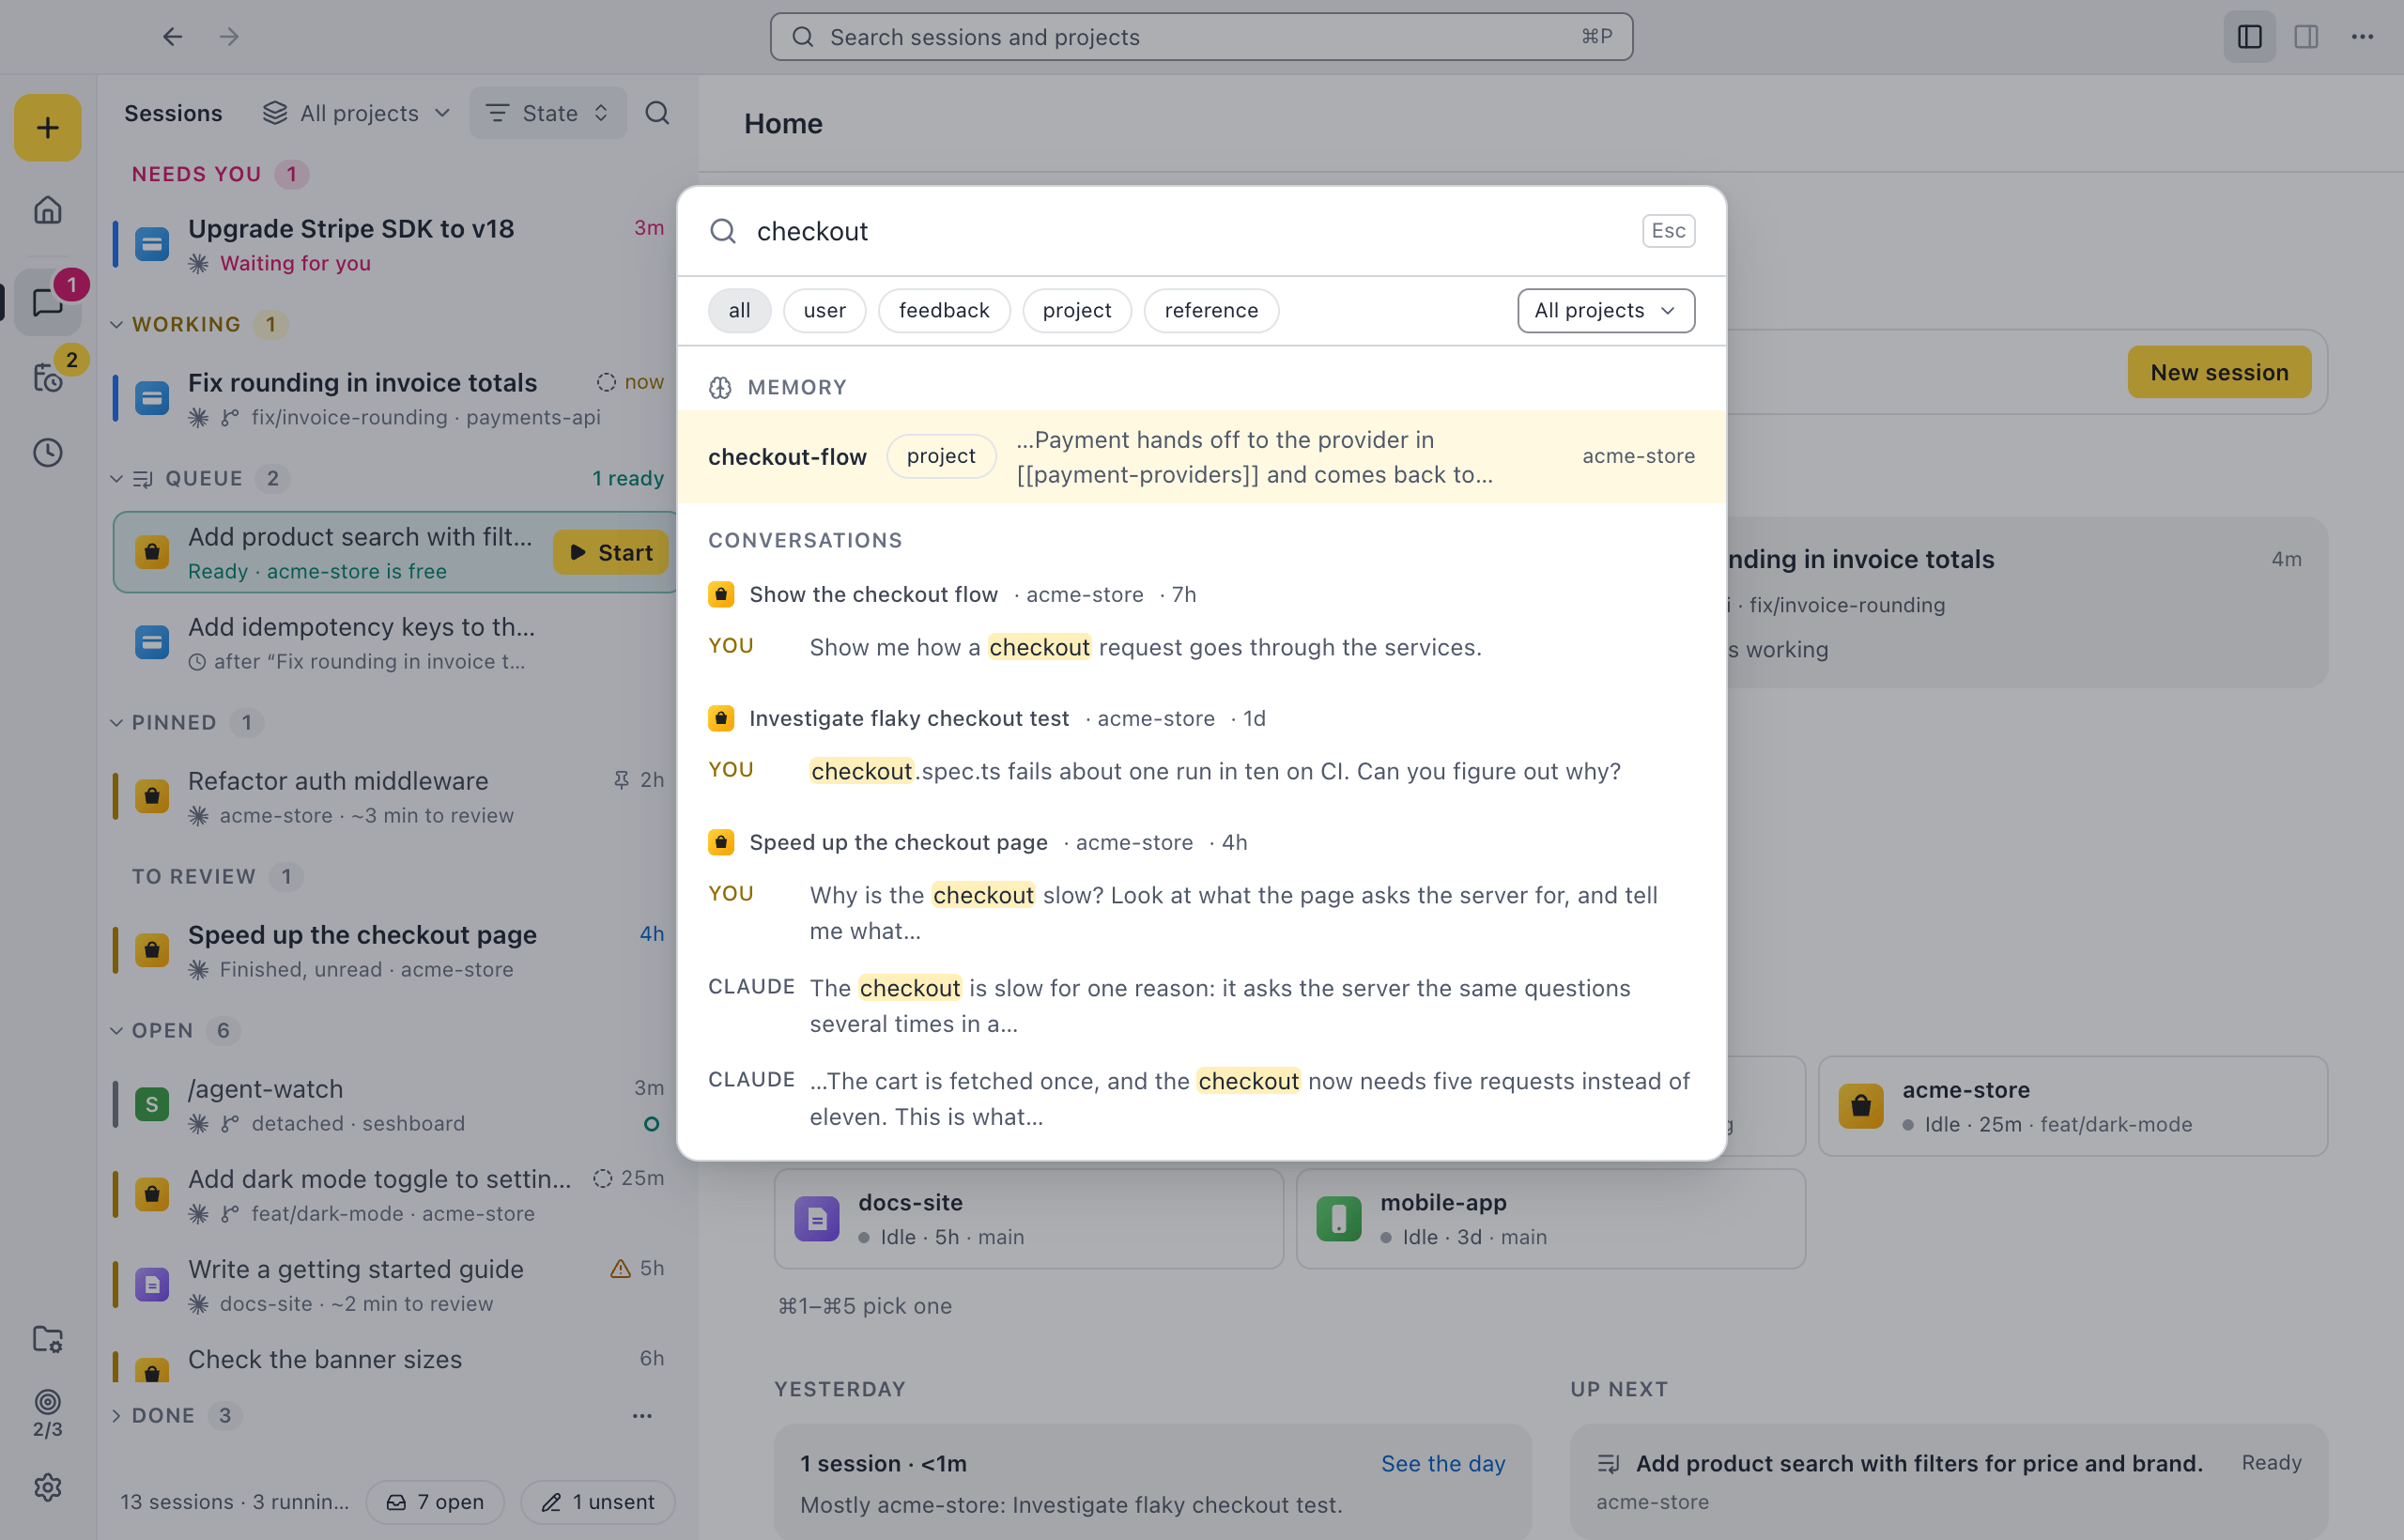 Search sessions and projects ⌘P
Sessions All projects State
NEEDS YOU 1
Upgrade Stripe SDK to v18 3m
Waiting for you
WORKING 1
Fix rounding in invoice totals now
fix/invoice-rounding · payments-api
QUEUE 2 1 ready
Add product search with filt...
Ready · acme-store is free
Start
Add idempotency keys to th...
after “Fix rounding in invoice t...
PINNED 1
Refactor auth middleware 2h
acme-store · ~3 min to review
TO REVIEW 1
Speed up the checkout page 4h
Finished, unread · acme-store
OPEN 6
S
/agent-watch 3m
detached · seshboard
Add dark mode toggle to settin... 25m
feat/dark-mode · acme-store
Write a getting started guide 5h
docs-site · ~2 min to review
Check the banner sizes 6h
DONE 3
13 sessions · 3 runnin... 7 open 1 unsent
1
2
2/3
Home
checkout Esc
all user feedback project reference All projects
MEMORY
checkout-flow project ...Payment hands off to the provider in
[[payment-providers]] and comes back to...
acme-store
CONVERSATIONS
Show the checkout flow · acme-store · 7h
YOU Show me how a checkout request goes through the services.
Investigate flaky checkout test · acme-store · 1d
YOU checkout.spec.ts fails about one run in ten on CI. Can you figure out why?
Speed up the checkout page · acme-store · 4h
YOU Why is the checkout slow? Look at what the page asks the server for, and tell
me what...
CLAUDE The checkout is slow for one reason: it asks the server the same questions
several times in a...
CLAUDE ...The cart is fetched once, and the checkout now needs five requests instead of
eleven. This is what...
New session
nding in invoice totals 4m
· fix/invoice-rounding
s working
acme-store
Idle · 25m · feat/dark-mode
docs-site
Idle · 5h · main
mobile-app
Idle · 3d · main
⌘1–⌘5 pick one
YESTERDAY
1 session · <1m See the day
Mostly acme-store: Investigate flaky checkout test.
UP NEXT
Add product search with filters for price and brand. Ready
acme-store